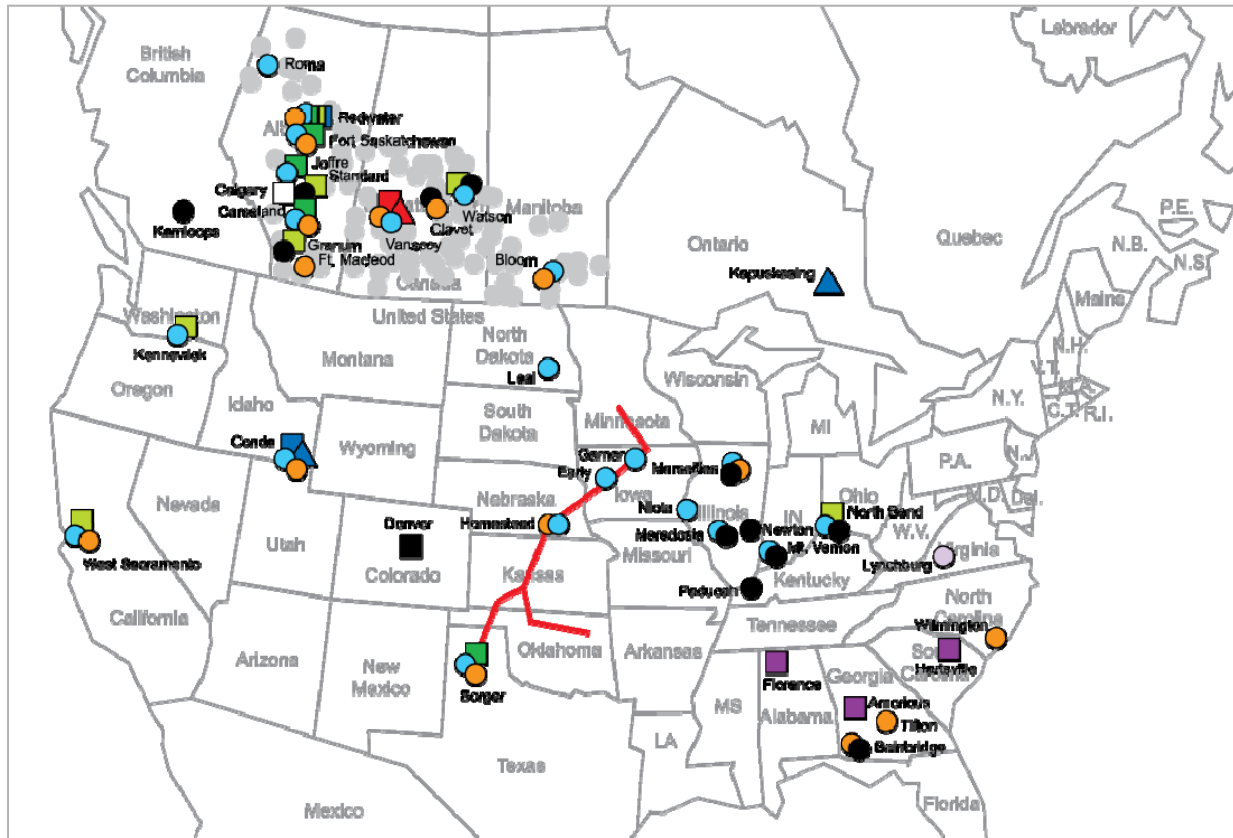 Labrador
British
Columbia
Roma
Redwater
Fort Saskatchewan
Joffre
Standard
Calgary
Carseland
Kamloops
Granum
Ft. Macleod
Vanscoy
Clavet
Watson
Manitoba
Bloom
Canada
United States
Ontario
Kapuskasing
Quebec
P.E.
N.B.
N.S.
Maine
Washington
Kennewick
Oregon
Montana
North
Dakota
Leal
Wisconsin
N.H.
V.T.
C.T.
R.I.
N.Y.
Idaho
Conda
Wyoming
South
Dakota
Minnesota
MI
Garner
Early
Iowa
Marseilles
P.A.
N.J.
M.D.
Del.
Nevada
Nebraska
Homestead
Niota
Illinois
IN
Ohio
North Bend
W.V.
Virginia
Denver
Utah
Colorado
West Sacramento
California
Kansas
Missouri
Meredosia
Newton
Mt. Vernon
Kentucky
Lynchburg
Paducah
Tennessee
North
Carolina
Wilmington
Arizona
New
Mexico
Oklahoma
Borger
Arkansas
South
Carolina
Hartsville
Florence
Georgia
MS
Alabama
Americus
Tifton
Bainbridge
Texas
LA
Mexico
Florida